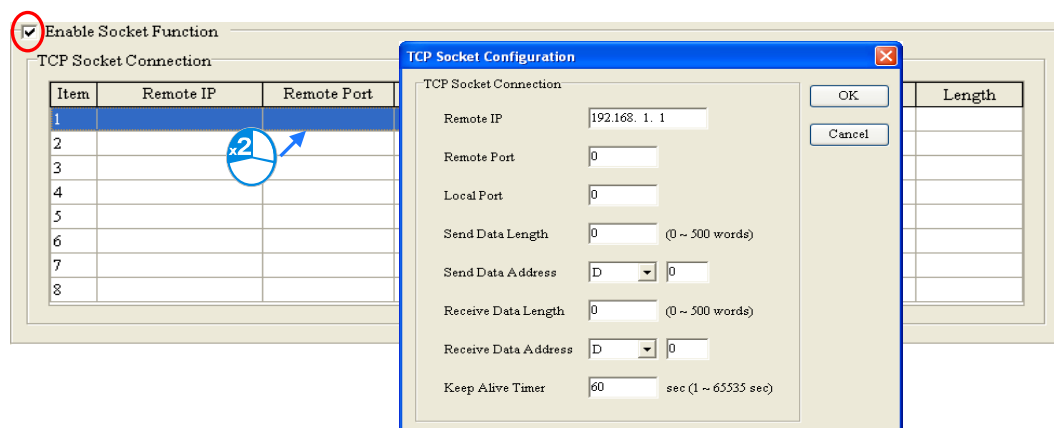 Enable Socket Function
TCP Socket Connection
Item Remote IP Remote Port Length
1
2
3
4
5
6
7
8
x2
TCP Socket Configuration
TCP Socket Connection
OK
Cancel
Remote IP 192.168. 1. 1
Remote Port 0
Local Port 0
Send Data Length 0 (0 ~ 500 words)
Send Data Address D 0
Receive Data Length 0 (0 ~ 500 words)
Receive Data Address D 0
Keep Alive Timer 60 sec (1 ~ 65535 sec)